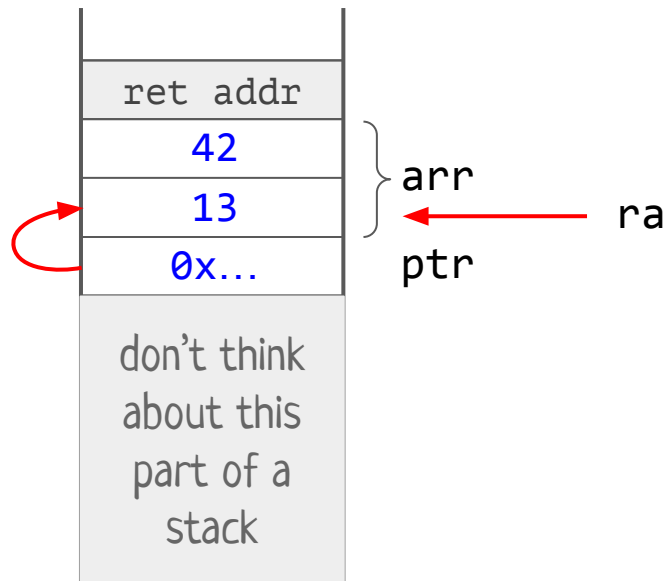 ret addr
42
arr
13
ra
0x...
ptr
don't think
about this
part of a
stack